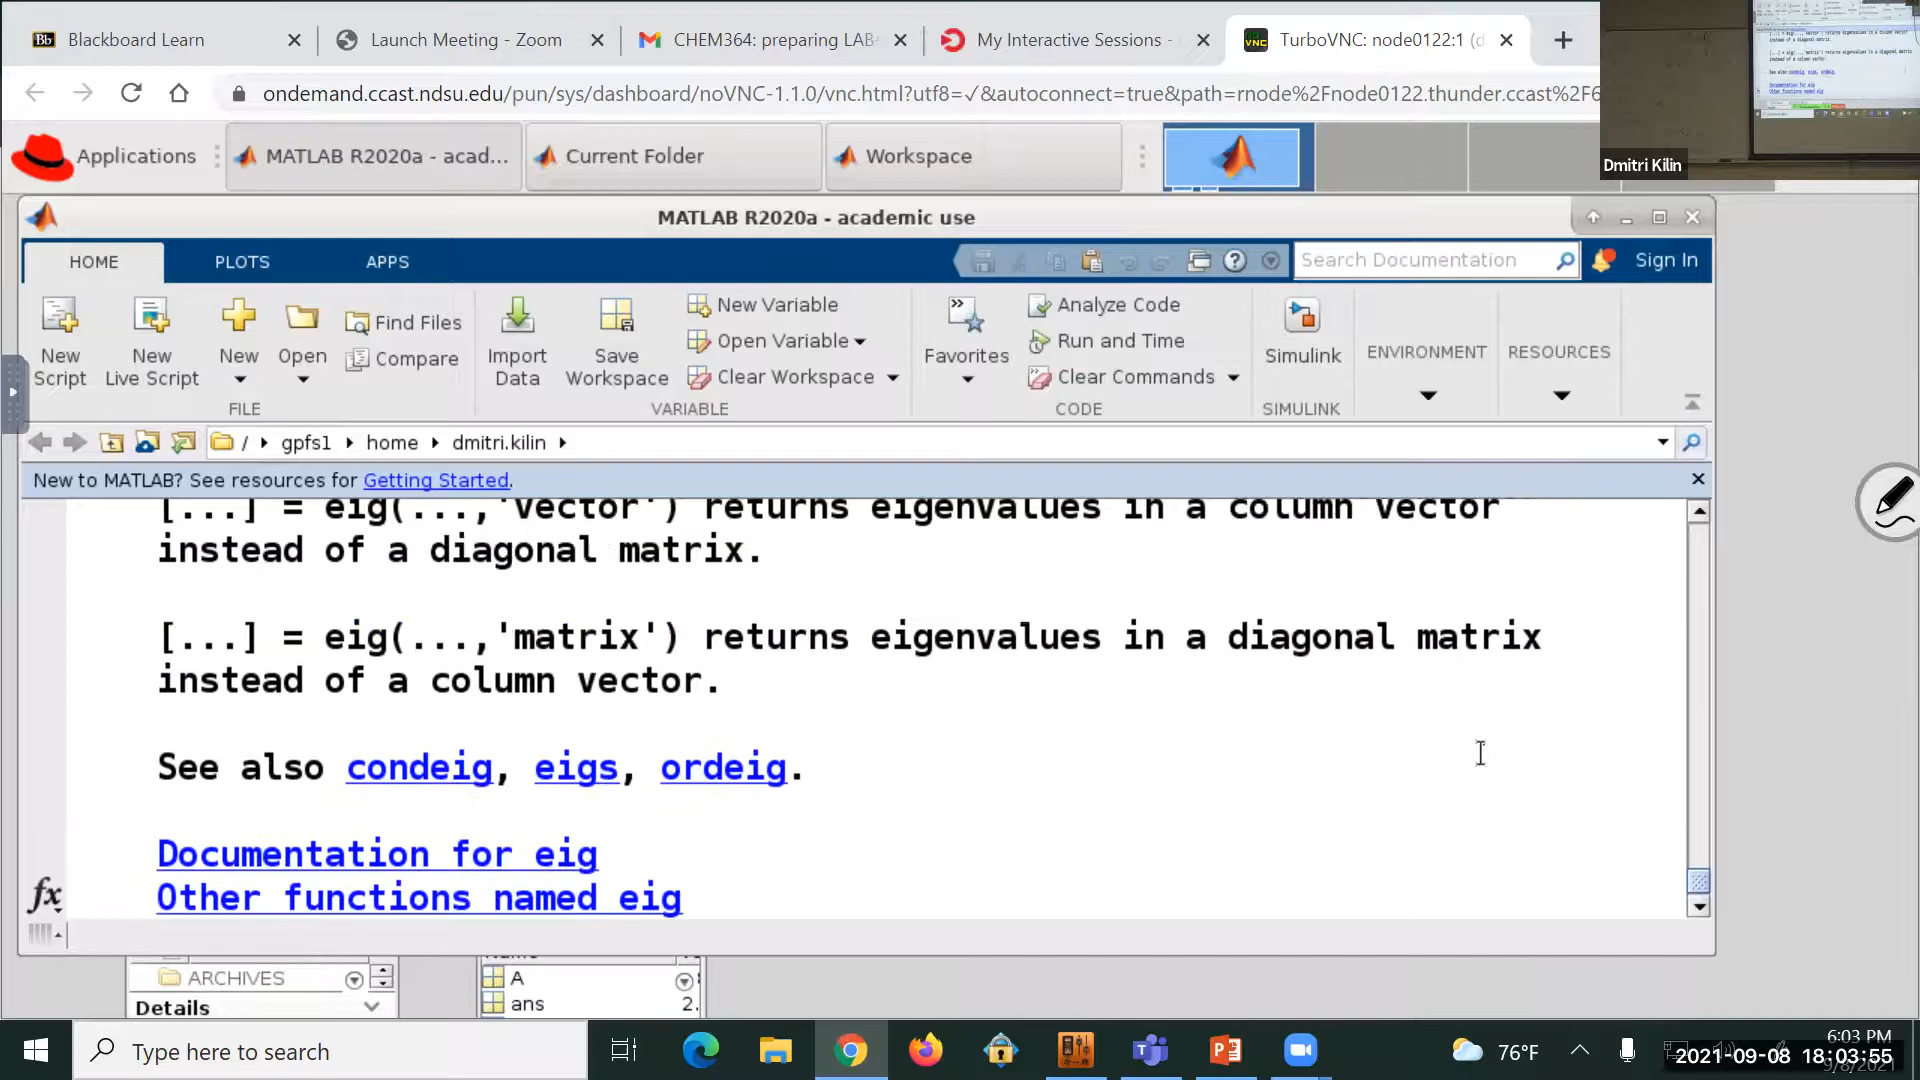 Blackboard Learn
Launch Meeting - Zoom
CHEM364: preparing LAB
My Interactive Sessions -
TurboVNC: node0122:1 (d
ondemand.ccast.ndsu.edu/pun/sys/dashboard/noVNC-1.1.0/vnc.html?utf8=✓&autoconnect=true&path=rnode%2Fnode0122.thunder.ccast%2F6
Dmitri Kilin
Applications
MATLAB R2020a - acad...
Current Folder
Workspace
MATLAB R2020a - academic use
HOME
PLOTS
APPS
Search Documentation
Sign In
New Script
New Live Script
New
Open
Find Files
Compare
FILE
Import Data
Save Workspace
New Variable
Open Variable
Clear Workspace
VARIABLE
Favorites
Analyze Code
Run and Time
Clear Commands
CODE
Simulink
SIMULINK
ENVIRONMENT
RESOURCES
/ gpfs1 home dmitri.kilin
New to MATLAB? See resources for Getting Started.
[...] = eig(...,'vector') returns eigenvalues in a column vector
instead of a diagonal matrix.
[...] = eig(...,'matrix') returns eigenvalues in a diagonal matrix
instead of a column vector.
See also condeig, eigs, ordeig.
Documentation for eig
Other functions named eig
fx
ARCHIVES
Details
Name
A
ans
2.
Type here to search
76°F
6:03 PM
2021-09-08 18:03:55
9/8/2021